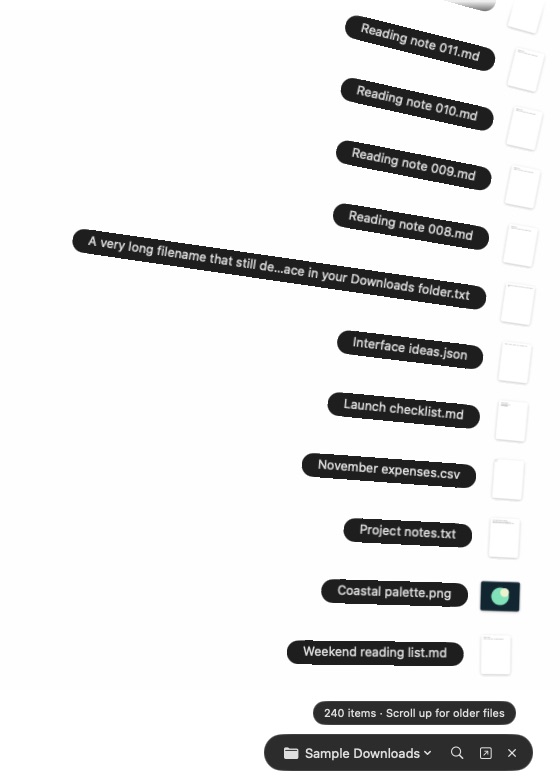 Reading note 011.md
Reading note 010.md
Reading note 009.md
Reading note 008.md
A very long filename that still de...ace in your Downloads folder.txt
Interface ideas.json
Launch checklist.md
November expenses.csv
Project notes.txt
Coastal palette.png
Weekend reading list.md
240 items · Scroll up for older files
Sample Downloads